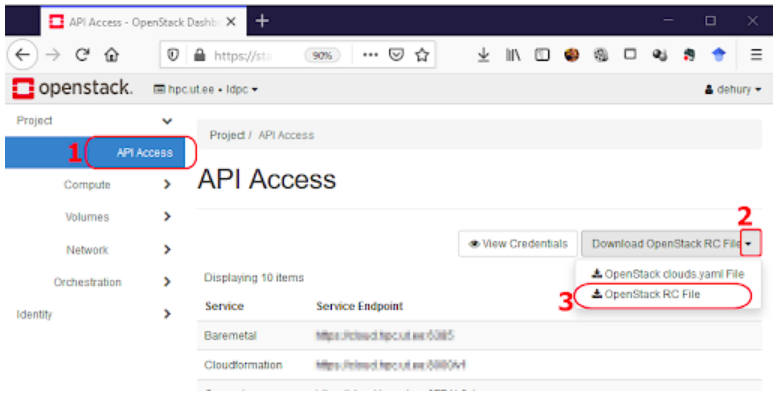 API Access - OpenStack Dashb
https://sta
90%
openstack. hpc.ut.ee • ldpc dehury
Project
Project / API Access
1
API Access
API Access
Compute
2
Volumes
View Credentials
Download OpenStack RC File
Network
OpenStack clouds.yaml File
Orchestration
Displaying 10 items
3
OpenStack RC File
Service
Service Endpoint
Identity
Baremetal
Cloudformation